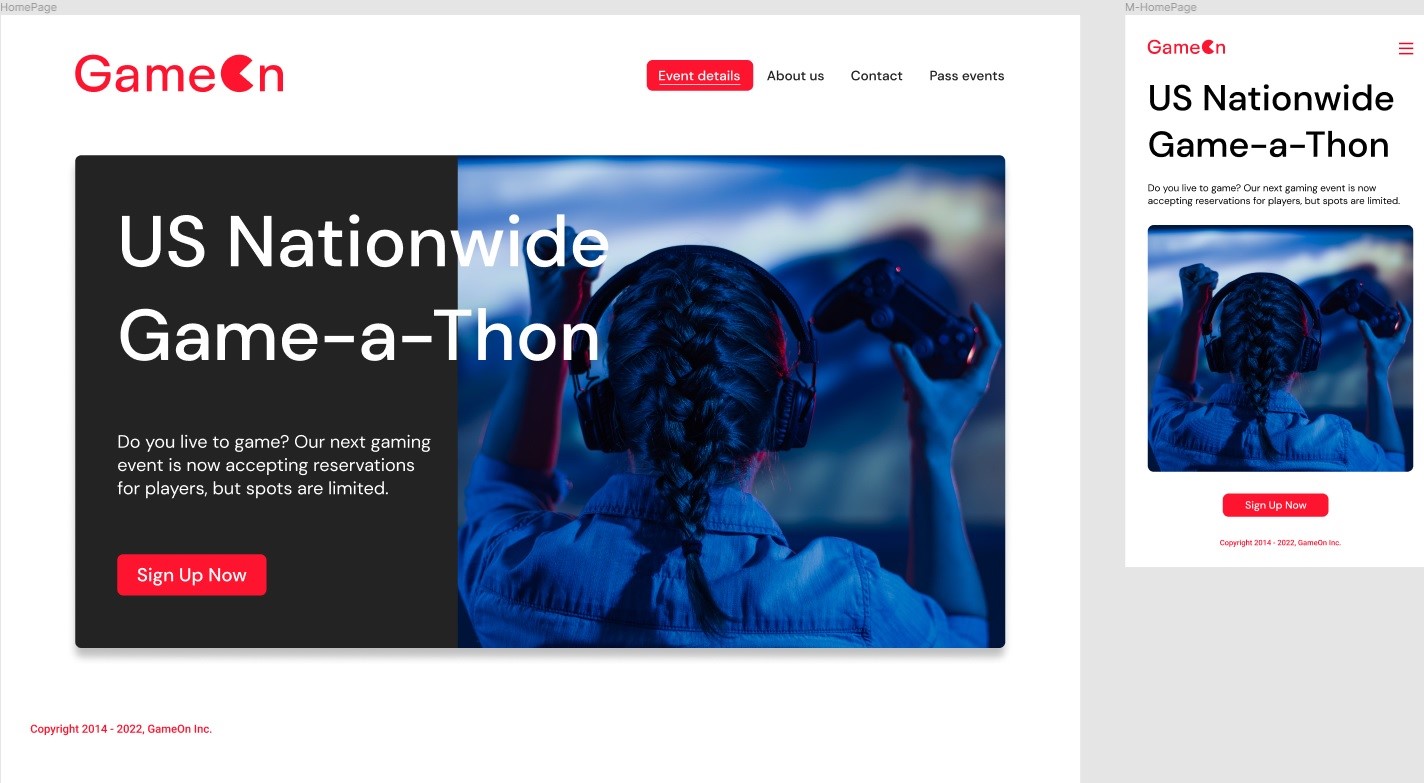 HomePage
GameOn
Event details About us Contact Pass events
US Nationwide
Game-a-Thon
Do you live to game? Our next gaming
event is now accepting reservations
for players, but spots are limited.
Sign Up Now
Copyright 2014 - 2022, GameOn Inc.
M-HomePage
GameOn
US Nationwide
Game-a-Thon
Do you live to game? Our next gaming event is now
accepting reservations for players, but spots are limited.
Sign Up Now
Copyright 2014 - 2022, GameOn Inc.